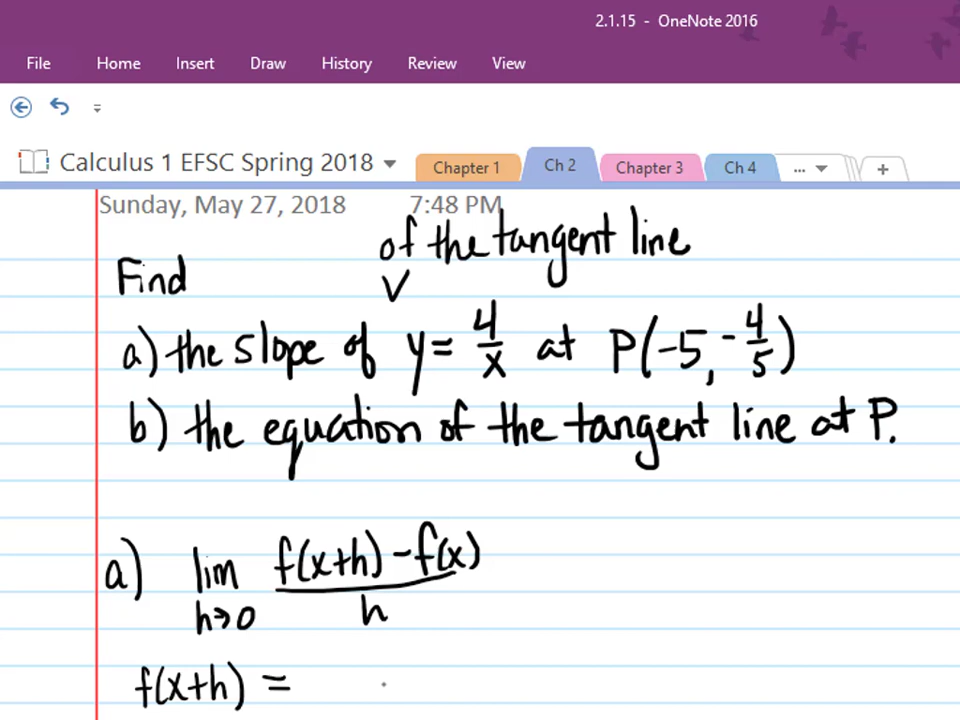 2.1.15 - OneNote 2016
File Home Insert Draw History Review View
Calculus 1 EFSC Spring 2018 Chapter 1 Ch 2 Chapter 3 Ch 4 ... +
Sunday, May 27, 2018 7:48 PM
of the tangent line
Find V
a) the slope of y = 4/x at P(-5, -4/5)
b) the equation of the tangent line at P.
a) lim h→0 f(x+h) - f(x) / h
f(x+h) =